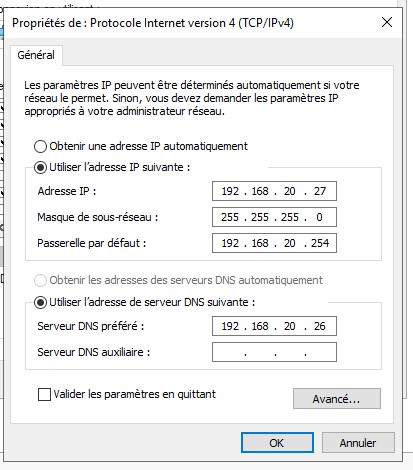 Propriétés de : Protocole Internet version 4 (TCP/IPv4)
Général
Les paramètres IP peuvent être déterminés automatiquement si votre
réseau le permet. Sinon, vous devez demander les paramètres IP
appropriés à votre administrateur réseau.
Obtenir une adresse IP automatiquement
Utiliser l'adresse IP suivante :
Adresse IP : 192 . 168 . 20 . 27
Masque de sous-réseau : 255 . 255 . 255 . 0
Passerelle par défaut : 192 . 168 . 20 . 254
Obtenir les adresses des serveurs DNS automatiquement
Utiliser l'adresse de serveur DNS suivante :
Serveur DNS préféré : 192 . 168 . 20 . 26
Serveur DNS auxiliaire : . . .
Valider les paramètres en quittant
Avancé...
OK Annuler